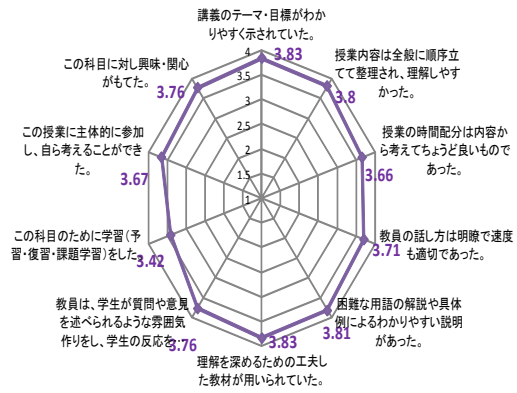 講義のテーマ・目標がわか
りやすく示されていた。
3.83
授業内容は全般に順序立
てて整理され、理解しやす
かった。
3.8
授業の時間配分は内容か
ら考えてちょうど良いもので
あった。
3.66
教員の話し方は明瞭で速度
も適切であった。
3.71
困難な用語の解説や具体
例によるわかりやすい説明
があった。
3.81
理解を深めるための工夫し
た教材が用いられていた。
3.83
教員は、学生が質問や意見
を述べられるような雰囲気
作りをし、学生の反応を…
3.76
この科目のために学習（予
習・復習・課題学習）をした。
3.42
この授業に主体的に参加
し、自ら考えることができ
た。
3.67
この科目に対し興味・関心
がもてた。
3.76
4
3.5
3
2.5
2
1.5
1